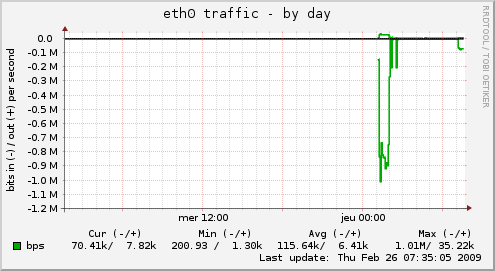 eth0 traffic - by day
RRDTOOL / TOBI OETIKER
bits in (-) / out (+) per second
0.0
-0.1 M
-0.2 M
-0.3 M
-0.4 M
-0.5 M
-0.6 M
-0.7 M
-0.8 M
-0.9 M
-1.0 M
-1.1 M
-1.2 M
mer 12:00 jeu 00:00
Cur (-/+) Min (-/+) Avg (-/+) Max (-/+)
bps 70.41k/ 7.82k 200.93 / 1.30k 115.64k/ 6.41k 1.01M/ 35.22k
Last update: Thu Feb 26 07:35:05 2009